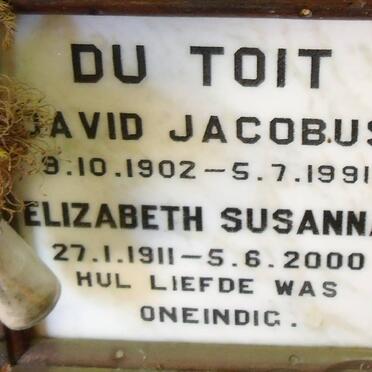 DU TOIT
DAVID JACOBUS
9.10.1902 — 5.7.1991
ELIZABETH SUSANNA
27.1.1911 — 5.6.2000
HUL LIEFDE WAS
ONEINDIG.